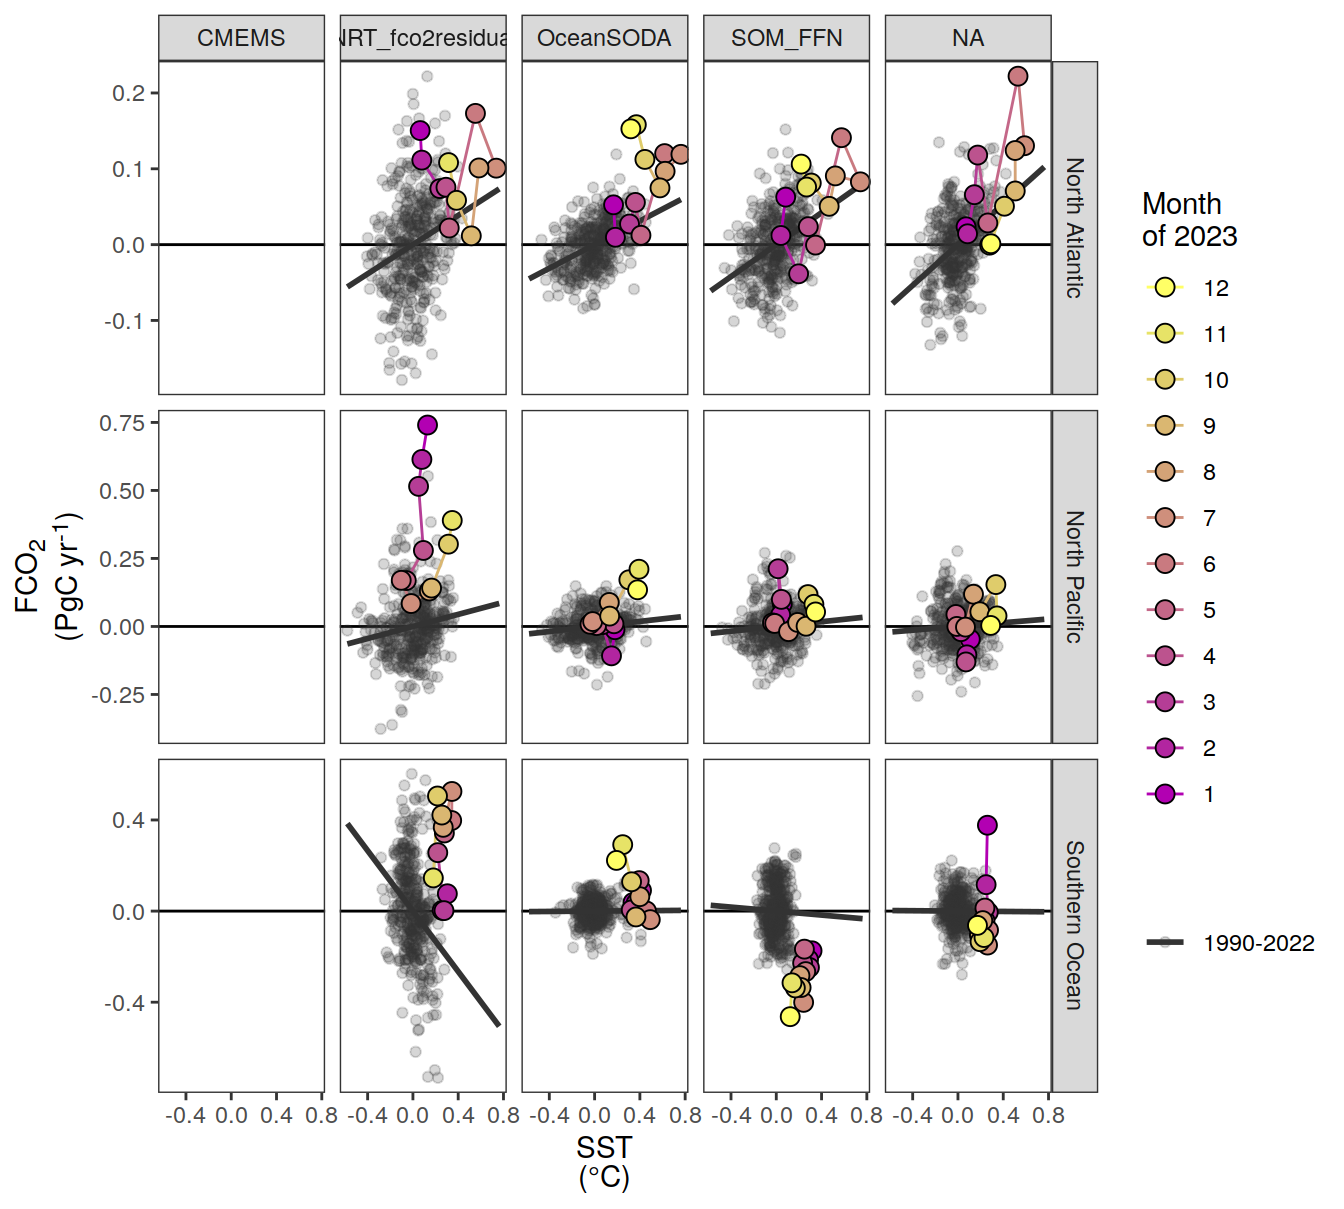 CMEMS NRT_fco2residua OceanSODA SOM_FFN NA
0.2
0.1
0.0
-0.1
North Atlantic
0.75
0.50
0.25
0.00
-0.25
North Pacific
0.4
0.0
-0.4
Southern Ocean
-0.4 0.0 0.4 0.8 -0.4 0.0 0.4 0.8 -0.4 0.0 0.4 0.8 -0.4 0.0 0.4 0.8 -0.4 0.0 0.4 0.8
SST
(°C)
FCO2
(PgC yr-1)
Month
of 2023
12
11
10
9
8
7
6
5
4
3
2
1
1990-2022